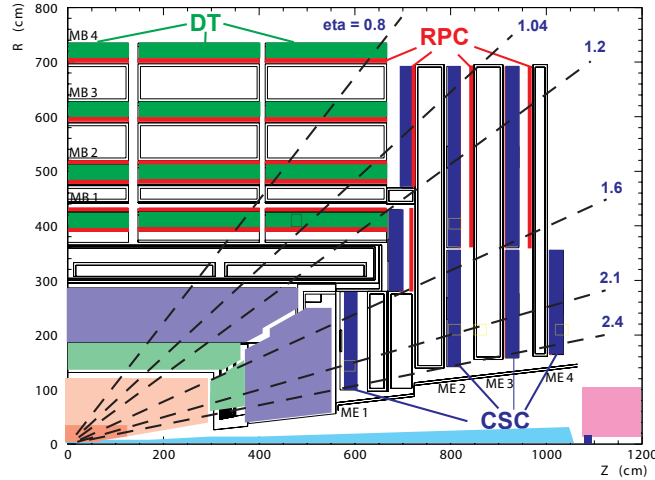 R (cm)
800
700
600
500
400
300
200
100
0
MB 4
MB 3
MB 2
MB 1
DT
eta = 0.8
RPC
1.04
1.2
1.6
2.1
2.4
ME 1
ME 2
ME 3
ME 4
CSC
0 200 400 600 800 1000 1200
Z (cm)